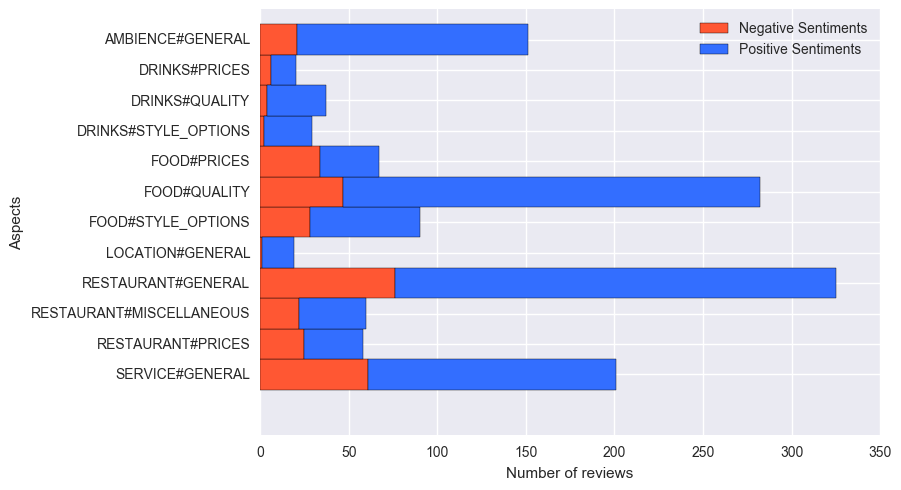 Negative Sentiments
Positive Sentiments
AMBIENCE#GENERAL
DRINKS#PRICES
DRINKS#QUALITY
DRINKS#STYLE_OPTIONS
FOOD#PRICES
FOOD#QUALITY
FOOD#STYLE_OPTIONS
LOCATION#GENERAL
RESTAURANT#GENERAL
RESTAURANT#MISCELLANEOUS
RESTAURANT#PRICES
SERVICE#GENERAL
Aspects
0 50 100 150 200 250 300 350
Number of reviews